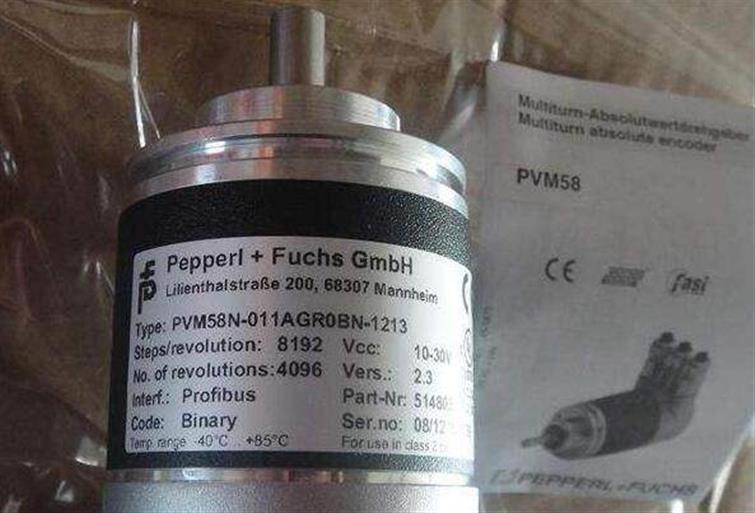 Pepperl + Fuchs GmbH
Lilienthalstraße 200, 68307 Mannheim
Type: PVM58N-011AGR0BN-1213
Steps/revolution: 8192 Vcc: 10-30V
No. of revolutions: 4096 Vers.: 2.3
Interf.: Profibus Part-Nr: 51480
Code: Binary Ser.no: 08/12
Temp. range -40°C... +85°C For use in class 2
Multiturn-Absolutwertdrehgeber
Multiturn absolute encoder
PVM58
CE
fasi
PEPPERL+FUCHS